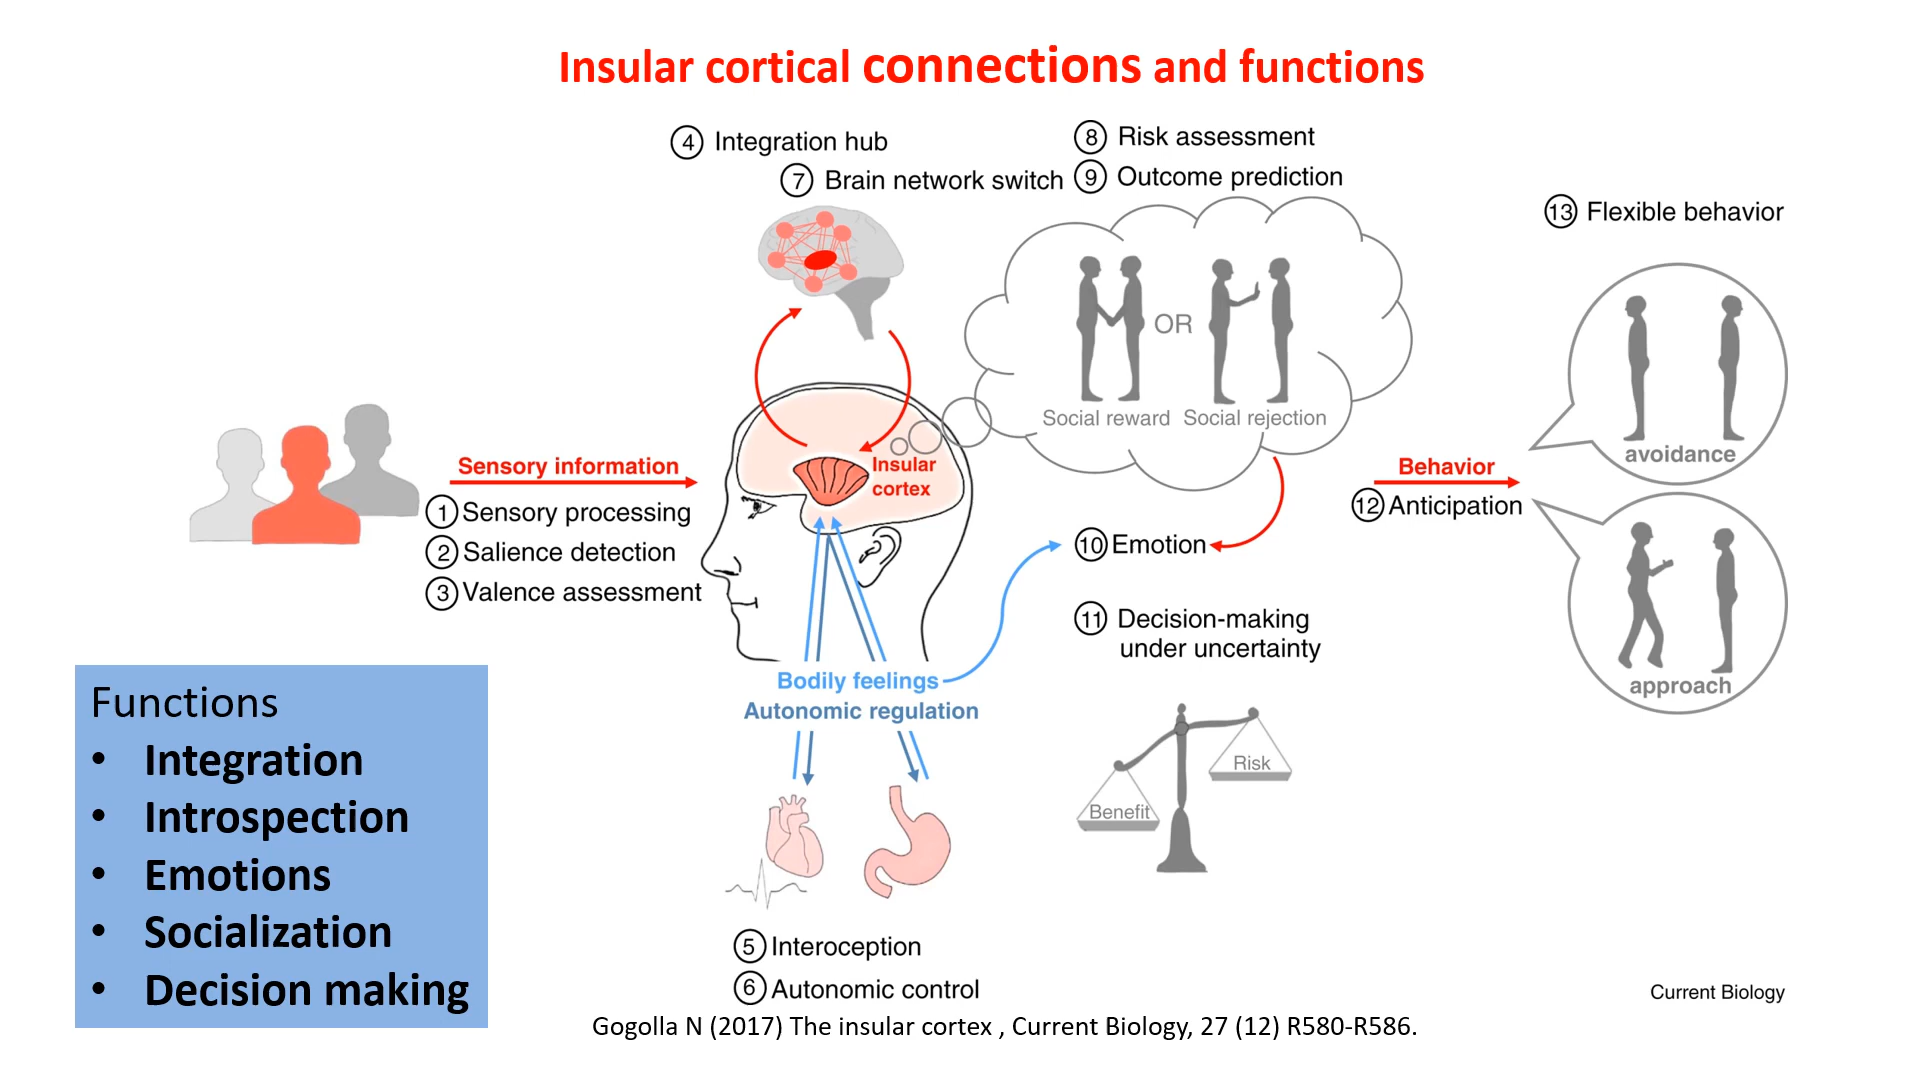 Insular cortical connections and functions
4 Integration hub
7 Brain network switch
8 Risk assessment
9 Outcome prediction
13 Flexible behavior
OR
Social reward Social rejection
avoidance
Sensory information
1 Sensory processing
2 Salience detection
3 Valence assessment
Insular
cortex
Behavior
12 Anticipation
10 Emotion
11 Decision-making
under uncertainty
approach
Bodily feelings
Autonomic regulation
Risk
Benefit
Functions
• Integration
• Introspection
• Emotions
• Socialization
• Decision making
5 Interoception
6 Autonomic control
Current Biology
Gogolla N (2017) The insular cortex , Current Biology, 27 (12) R580-R586.